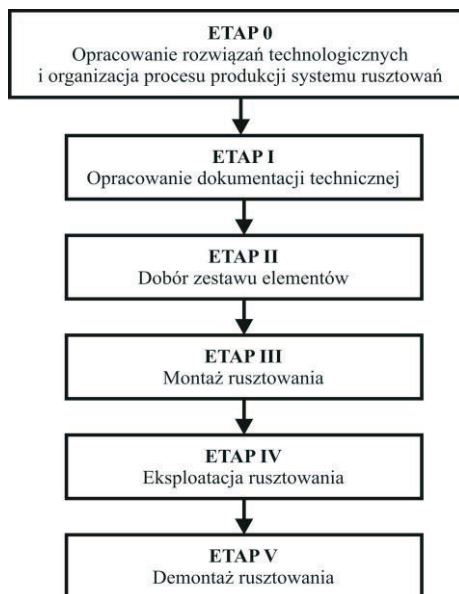 ETAP 0
Opracowanie rozwiązań technologicznych
i organizacja procesu produkcji systemu rusztowań
ETAP I
Opracowanie dokumentacji technicznej
ETAP II
Dobór zestawu elementów
ETAP III
Montaż rusztowania
ETAP IV
Eksploatacja rusztowania
ETAP V
Demontaż rusztowania